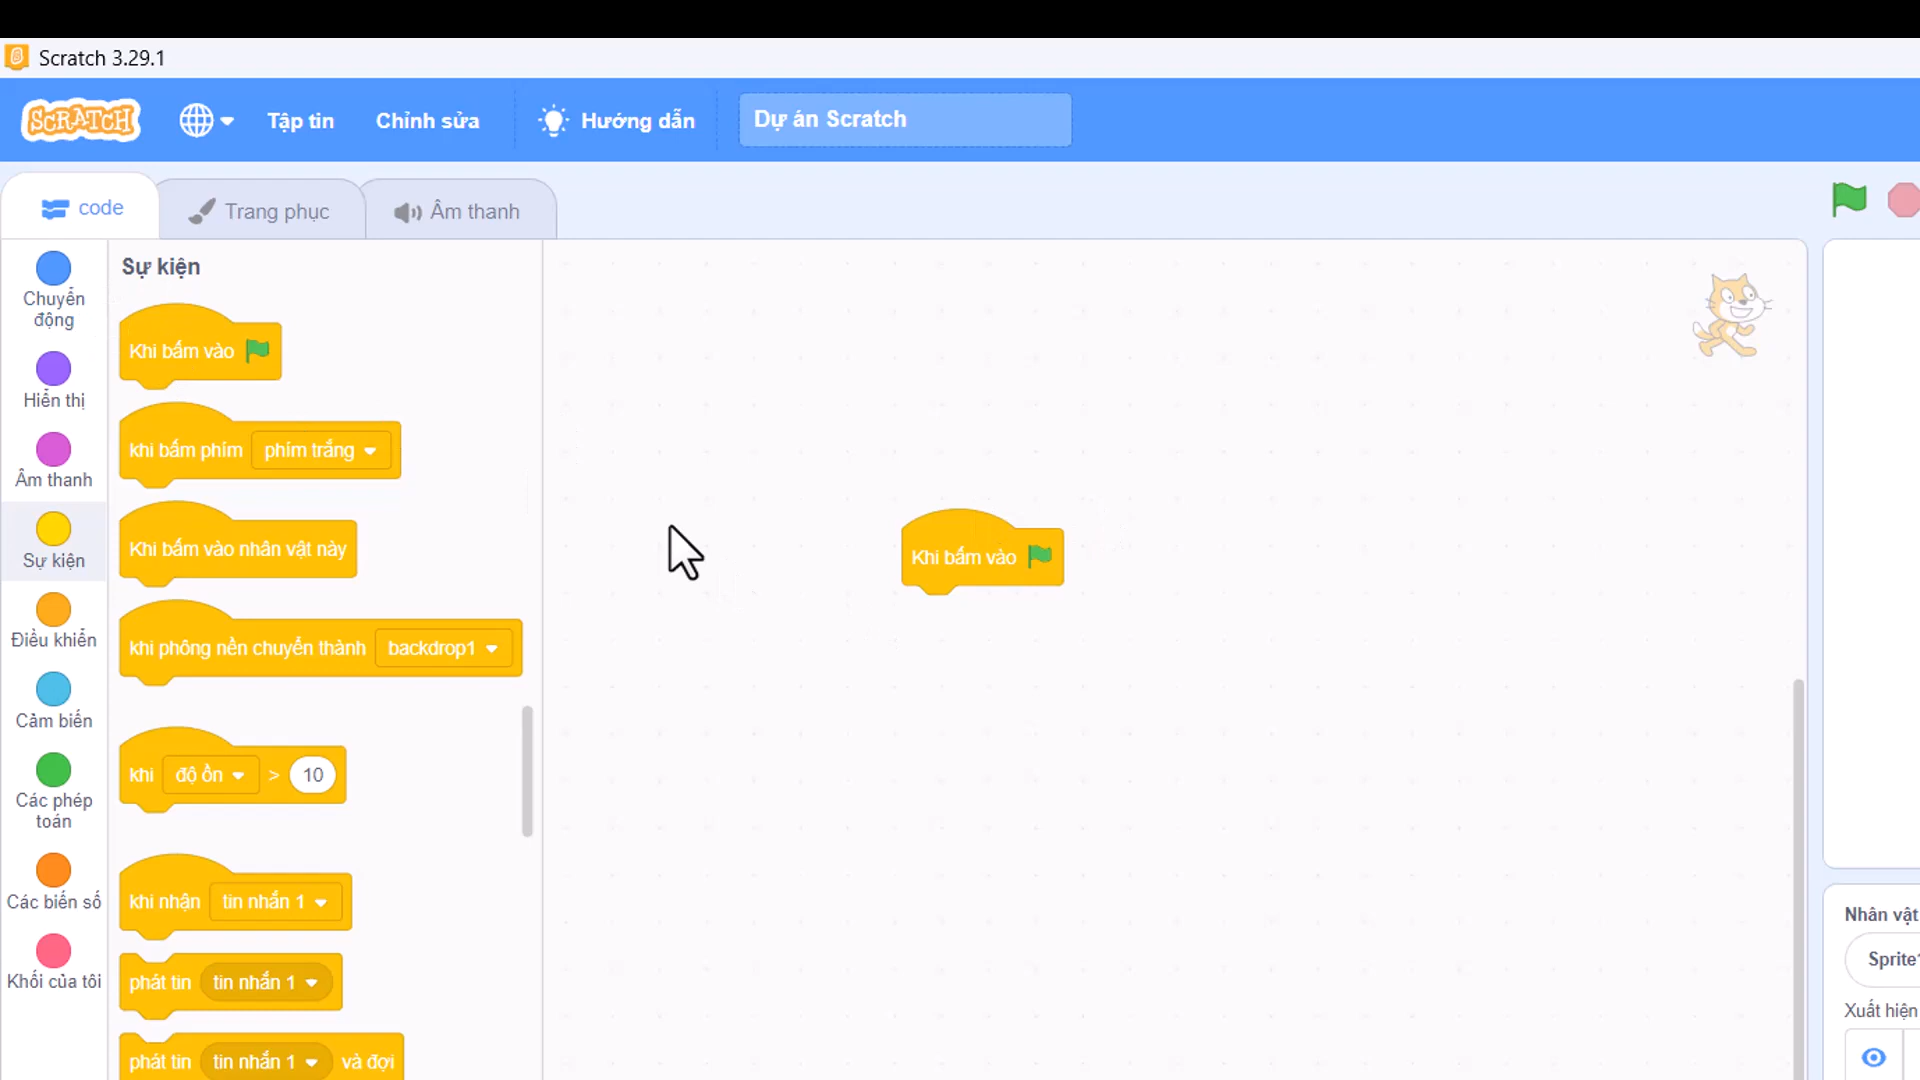 Scratch 3.29.1
SCRATCH
Tập tin
Chỉnh sửa
Hướng dẫn
Dự án Scratch
code
Trang phục
Âm thanh
Chuyển
động
Hiển thị
Âm thanh
Sự kiện
Điều khiển
Cảm biến
Các phép
toán
Các biến số
Khối của tôi
Sự kiện
Khi bấm vào
khi bấm phím phím trắng
Khi bấm vào nhân vật này
khi phông nền chuyển thành backdrop1
khi độ ồn > 10
khi nhận tin nhắn 1
phát tin tin nhắn 1
phát tin tin nhắn 1 và đợi
Khi bấm vào
Nhân vật
Sprite1
Xuất hiện